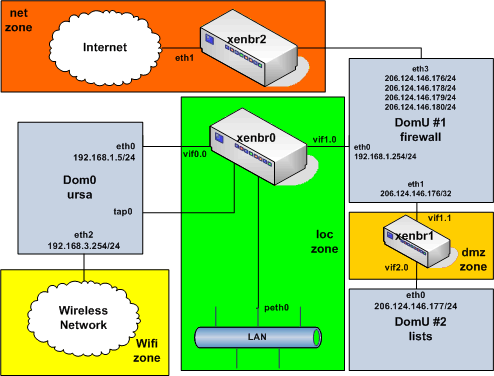 net
zone
Internet
eth1
xenbr2
eth3
206.124.146.176/24
206.124.146.178/24
206.124.146.179/24
206.124.146.180/24
DomU #1
firewall
eth0
192.168.1.254/24
eth1
206.124.146.176/32
xenbr0
vif1.0
vif0.0
eth0
192.168.1.5/24
Dom0
ursa
tap0
eth2
192.168.3.254/24
loc
zone
peth0
LAN
vif1.1
xenbr1
vif2.0
dmz
zone
eth0
206.124.146.177/24
DomU #2
lists
Wireless
Network
Wifi
zone